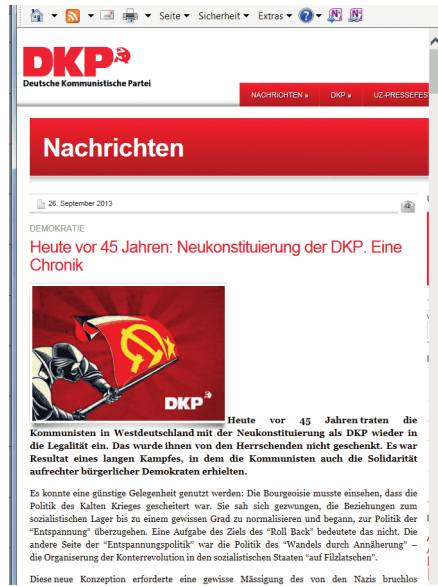 Seite Sicherheit Extras
DKP
Deutsche Kommunistische Partei
NACHRICHTEN » DKP » UZ-PRESSEFES
Nachrichten
26. September 2013
DEMOKRATIE
Heute vor 45 Jahren: Neukonstituierung der DKP. Eine
Chronik
DKP
Heute vor 45 Jahren traten die
Kommunisten in Westdeutschland mit der Neukonstituierung als DKP wieder in
die Legalität ein. Das wurde ihnen von den Herrschenden nicht geschenkt. Es war
Resultat eines langen Kampfes, in dem die Kommunisten auch die Solidarität
aufrechter bürgerlicher Demokraten erhielten.
Es konnte eine günstige Gelegenheit genutzt werden: Die Bourgeoisie musste einsehen, dass die
Politik des Kalten Krieges gescheitert war. Sie sah sich gezwungen, die Beziehungen zum
sozialistischen Lager bis zu einem gewissen Grad zu normalisieren und begann, zur Politik der
“Entspannung” überzugehen. Eine Aufgabe des Ziels des “Roll Back” bedeutete das nicht. Die
andere Seite der “Entspannungspolitik” war die Politik des “Wandels durch Annäherung” –
die Organisierung der Konterrevolution in den sozialistischen Staaten “auf Filzlatschen”.
Diese neue Konzeption erforderte eine gewisse Mässigung des von den Nazis bruchlos